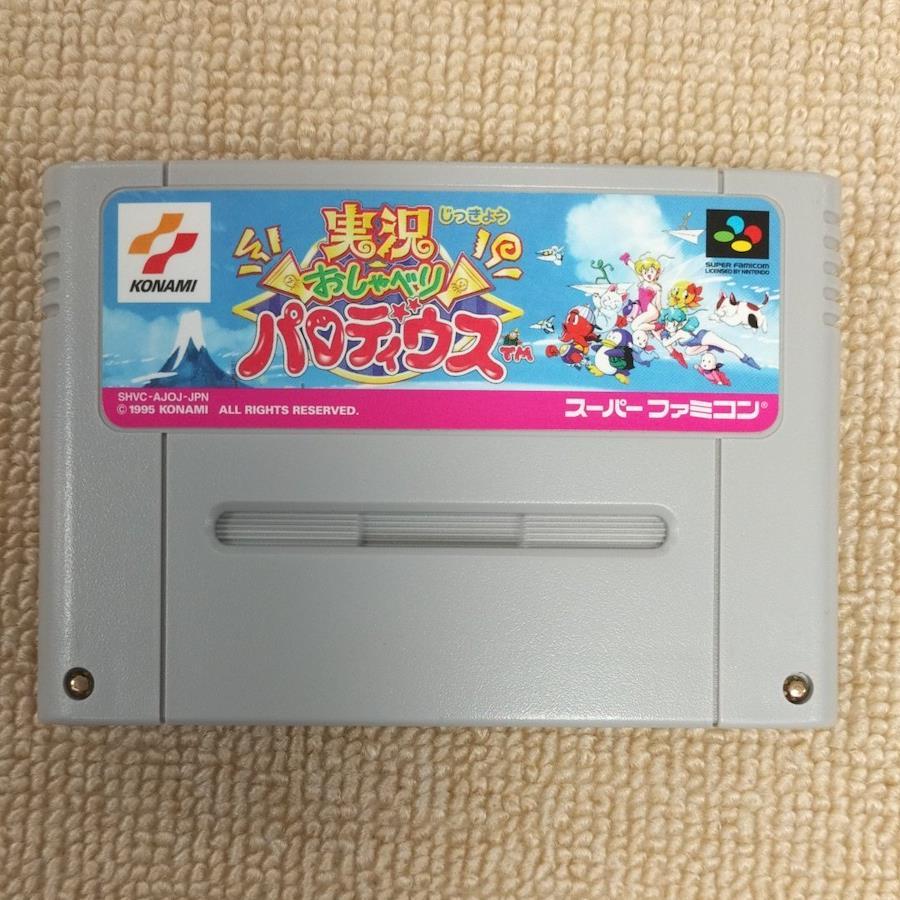 KONAMI
実況
じっきょう
おしゃべり
パロディウス
TM
SUPER FAMICOM
LICENSED BY NINTENDO
SHVC-AJOJ-JPN
© 1995 KONAMI ALL RIGHTS RESERVED.
スーパーファミコン®